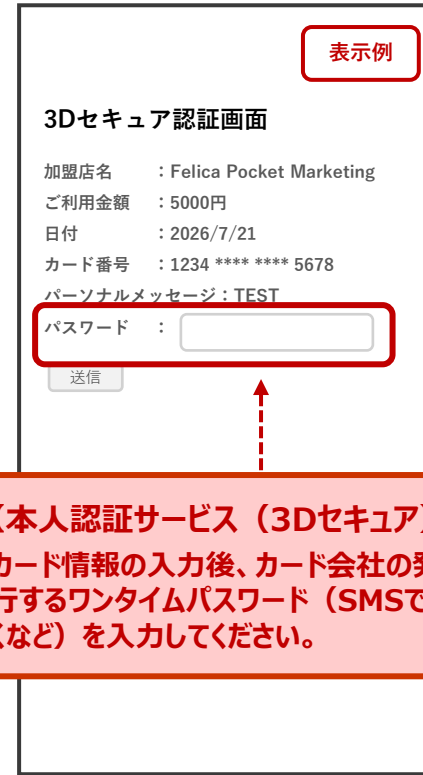 表示例
3Dセキュア認証画面
加盟店名 ：Felica Pocket Marketing
ご利用金額 ：5000円
日付 ：2026/7/21
カード番号 ：1234 **** **** 5678
パーソナルメッセージ：TEST
パスワード ：
送信
本人認証サービス（3Dセキュア）
カード情報の入力後、カード会社の発
行するワンタイムパスワード（SMSで
くなど）を入力してください。